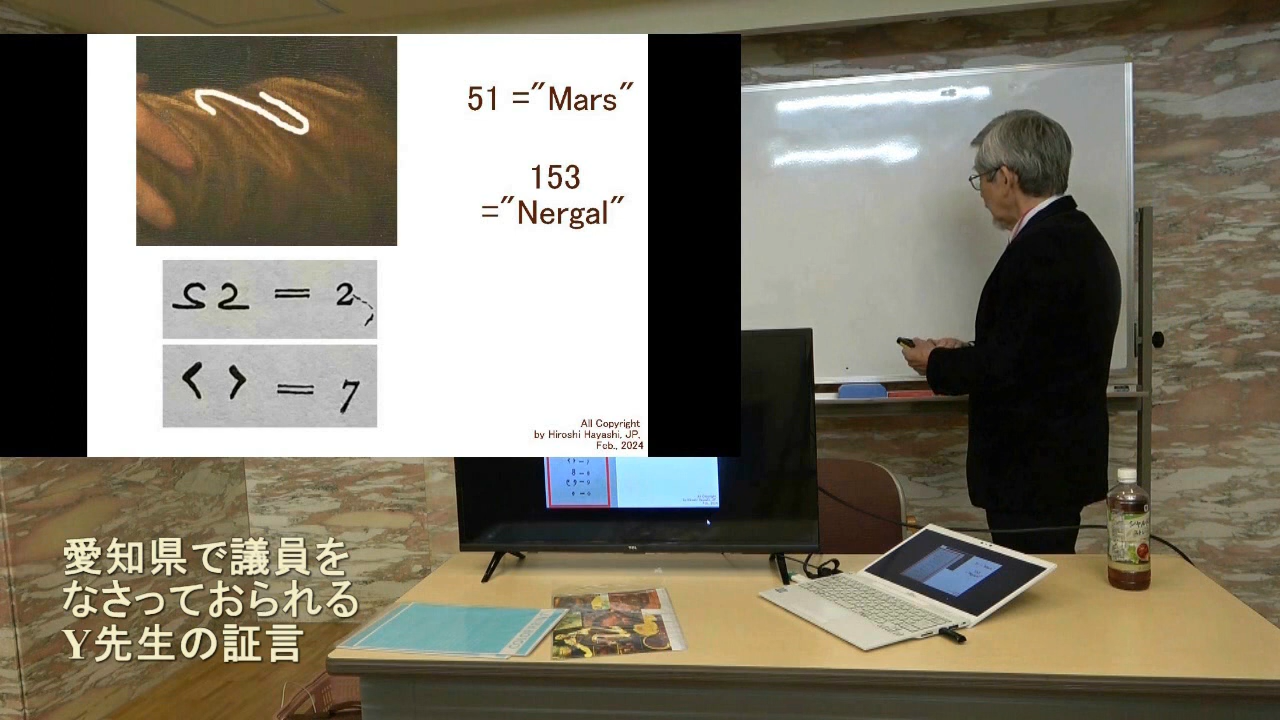 51 ="Mars"
153
="Nergal"
S2 = 2
< > = 7
All Copyright
by Hiroshi Hayashi, JP,
Feb., 2024
TCL
愛知県で議員を
なさっておられる
Y先生の証言